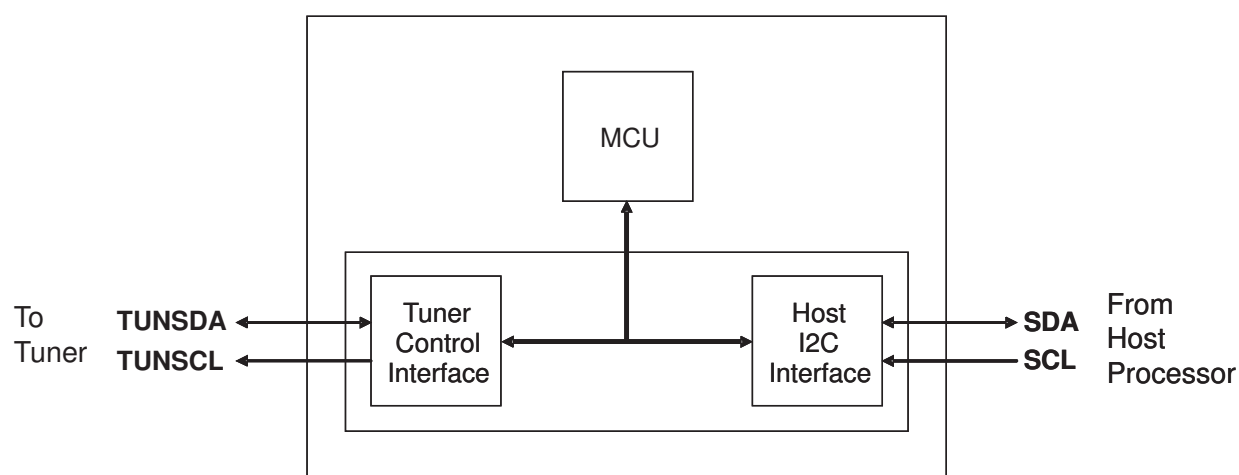 MCU
To
Tuner
TUNSDA
TUNSCL
Tuner
Control
Interface
Host
I2C
Interface
SDA
SCL
From
Host
Processor